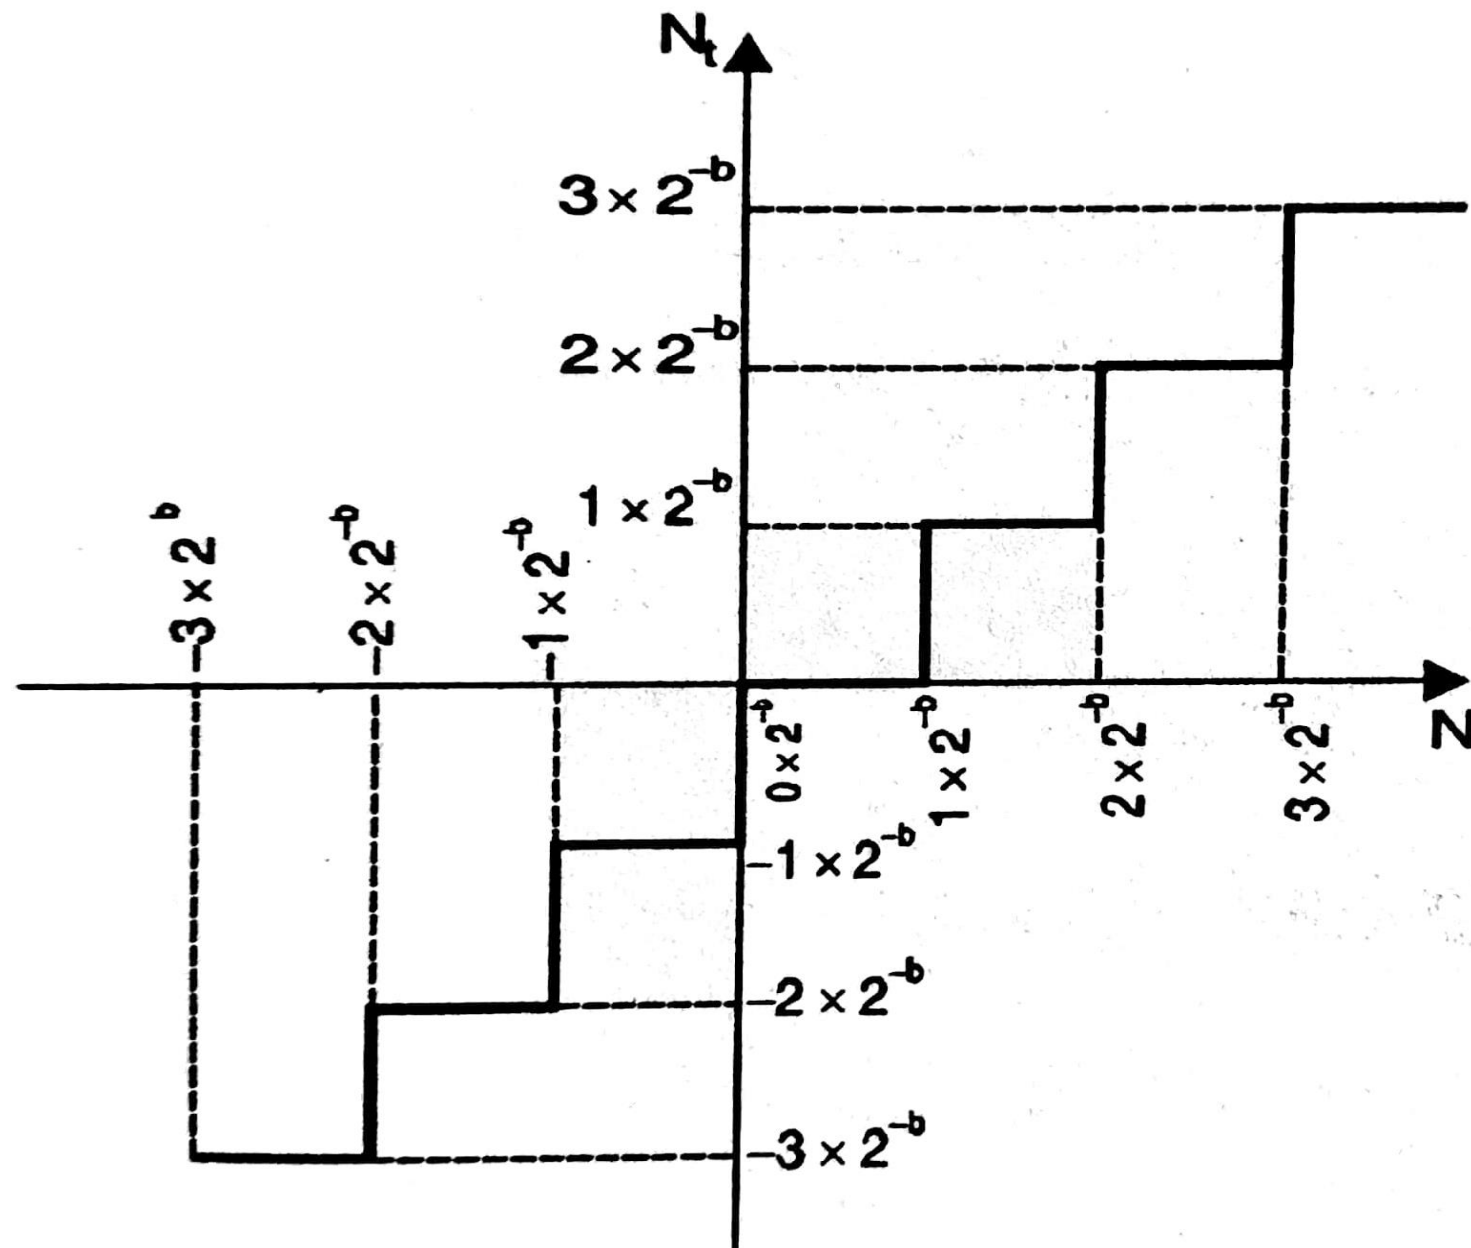 Nₜ
3 × 2⁻ᵇ
2 × 2⁻ᵇ
1 × 2⁻ᵇ
−3 × 2ᵇ
−2 × 2⁻ᵇ
−1 × 2⁻ᵇ
0 × 2⁻ᵇ
1 × 2⁻ᵇ
2 × 2⁻ᵇ
3 × 2⁻ᵇ
N
−1 × 2⁻ᵇ
−2 × 2⁻ᵇ
−3 × 2⁻ᵇ